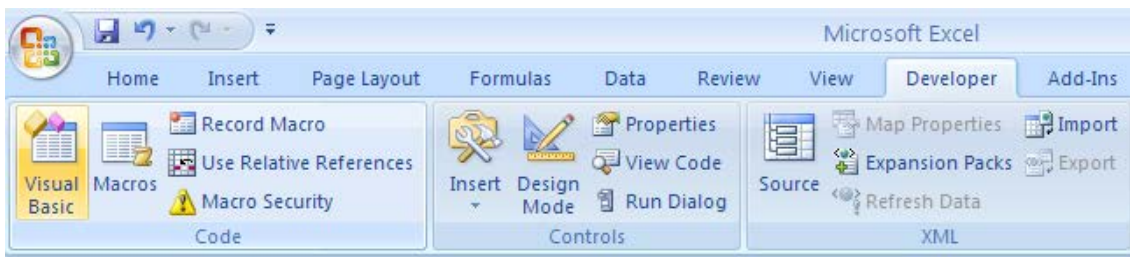 Microsoft Excel
Home Insert Page Layout Formulas Data Review View Developer Add-Ins
Visual Basic
Macros
Record Macro
Use Relative References
Macro Security
Code
Insert
Design Mode
Properties
View Code
Run Dialog
Controls
Source
Map Properties
Expansion Packs
Refresh Data
Import
Export
XML